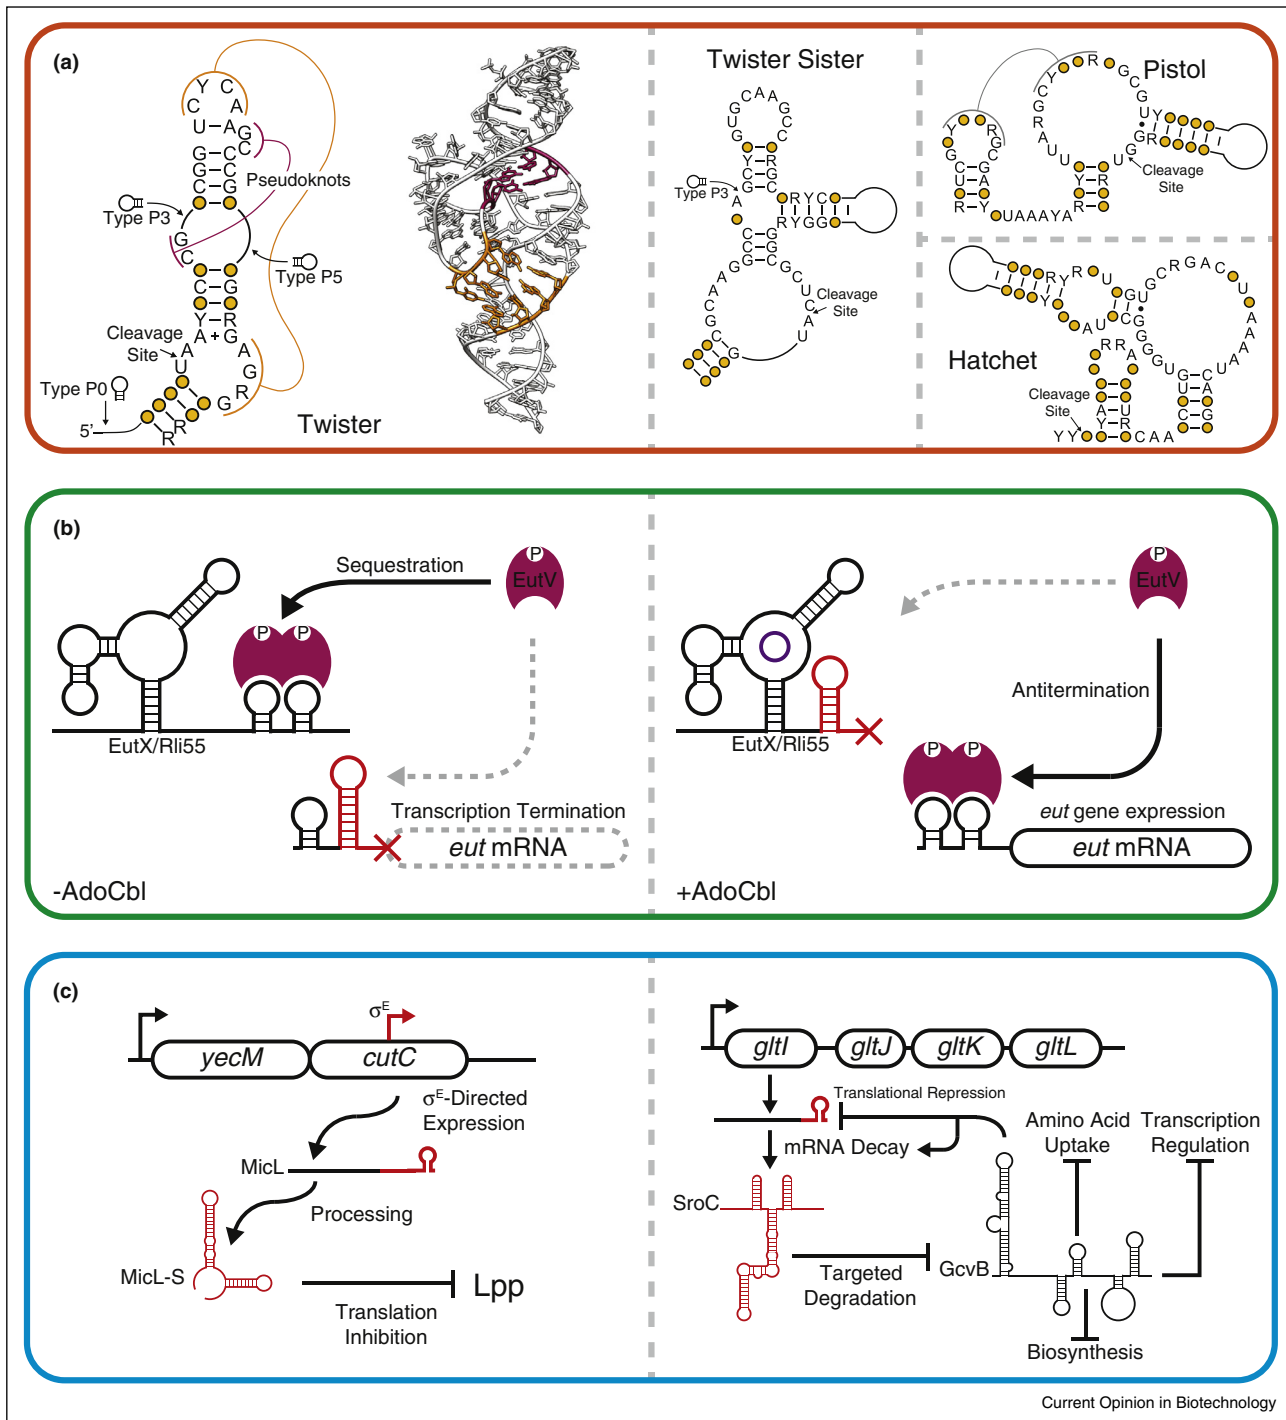 (a)
Twister
Pseudoknots
Type P3
Type P5
Cleavage
Site
Type P0
5'
Twister Sister
Type P3
Cleavage
Site
Pistol
Cleavage
Site
UAAAYA
Hatchet
Cleavage
Site
YY
CAA
(b)
Sequestration
P
EutV
P P
EutX/Rli55
Transcription Termination
eut mRNA
-AdoCbl
P
EutV
Antitermination
EutX/Rli55
P P
eut gene expression
eut mRNA
+AdoCbl
(c)
σE
yecM
cutC
σE-Directed
Expression
MicL
Processing
MicL-S
Translation
Inhibition
Lpp
gltI
gltJ
gltK
gltL
Translational Repression
mRNA Decay
Amino Acid
Uptake
Transcription
Regulation
SroC
Targeted
Degradation
GcvB
Biosynthesis
Current Opinion in Biotechnology